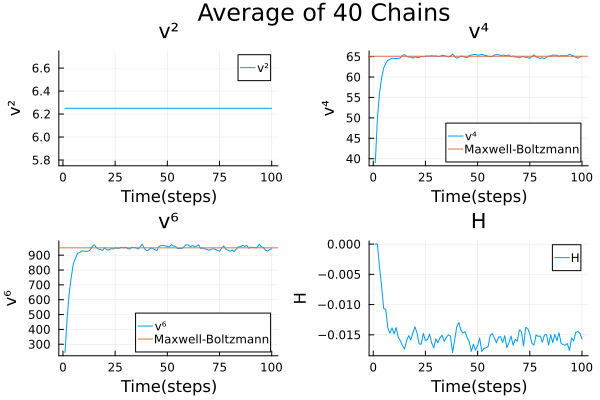 Average of 40 Chains
v²
v²
6.6
6.4
6.2
6.0
5.8
v²
0
25
50
75
100
Time(steps)
v⁴
v⁴
65
60
55
50
45
40
v⁴
Maxwell-Boltzmann
0
25
50
75
100
Time(steps)
v⁶
v⁶
900
800
700
600
500
400
300
v⁶
Maxwell-Boltzmann
0
25
50
75
100
Time(steps)
H
H
0.000
−0.005
−0.010
−0.015
H
0
25
50
75
100
Time(steps)